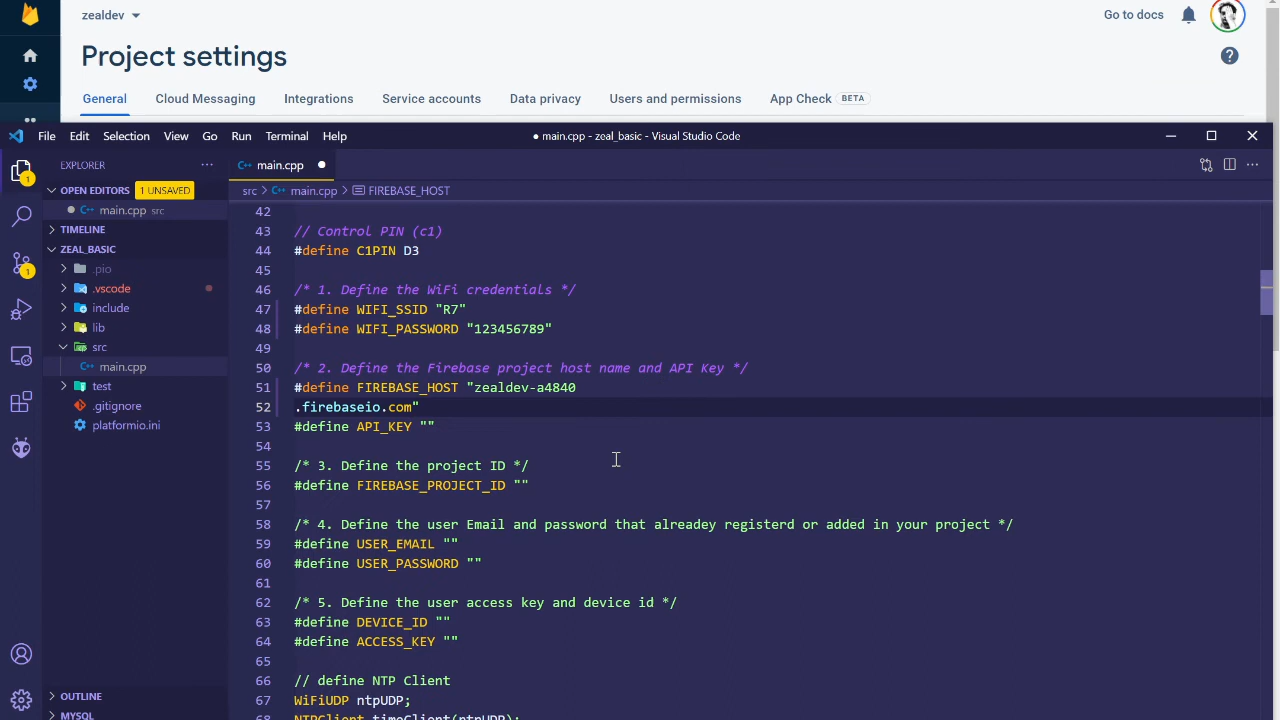 zealdev
Go to docs
Project settings
General Cloud Messaging Integrations Service accounts Data privacy Users and permissions App Check BETA
File Edit Selection View Go Run Terminal Help
● main.cpp - zeal_basic - Visual Studio Code
EXPLORER
main.cpp
OPEN EDITORS 1 UNSAVED
src > main.cpp > FIREBASE_HOST
main.cpp src
TIMELINE
ZEAL_BASIC
.pio
.vscode
include
lib
src
main.cpp
test
.gitignore
platformio.ini
OUTLINE
MYSQL
1
1
42
43 // Control PIN (c1)
44 #define C1PIN D3
45
46 /* 1. Define the WiFi credentials */
47 #define WIFI_SSID "R7"
48 #define WIFI_PASSWORD "123456789"
49
50 /* 2. Define the Firebase project host name and API Key */
51 #define FIREBASE_HOST "zealdev-a4840
52 .firebaseio.com"
53 #define API_KEY ""
54
55 /* 3. Define the project ID */
56 #define FIREBASE_PROJECT_ID ""
57
58 /* 4. Define the user Email and password that alreadey registerd or added in your project */
59 #define USER_EMAIL ""
60 #define USER_PASSWORD ""
61
62 /* 5. Define the user access key and device id */
63 #define DEVICE_ID ""
64 #define ACCESS_KEY ""
65
66 // define NTP Client
67 WiFiUDP ntpUDP;
68 NTPClient timeClient(ntpUDP);